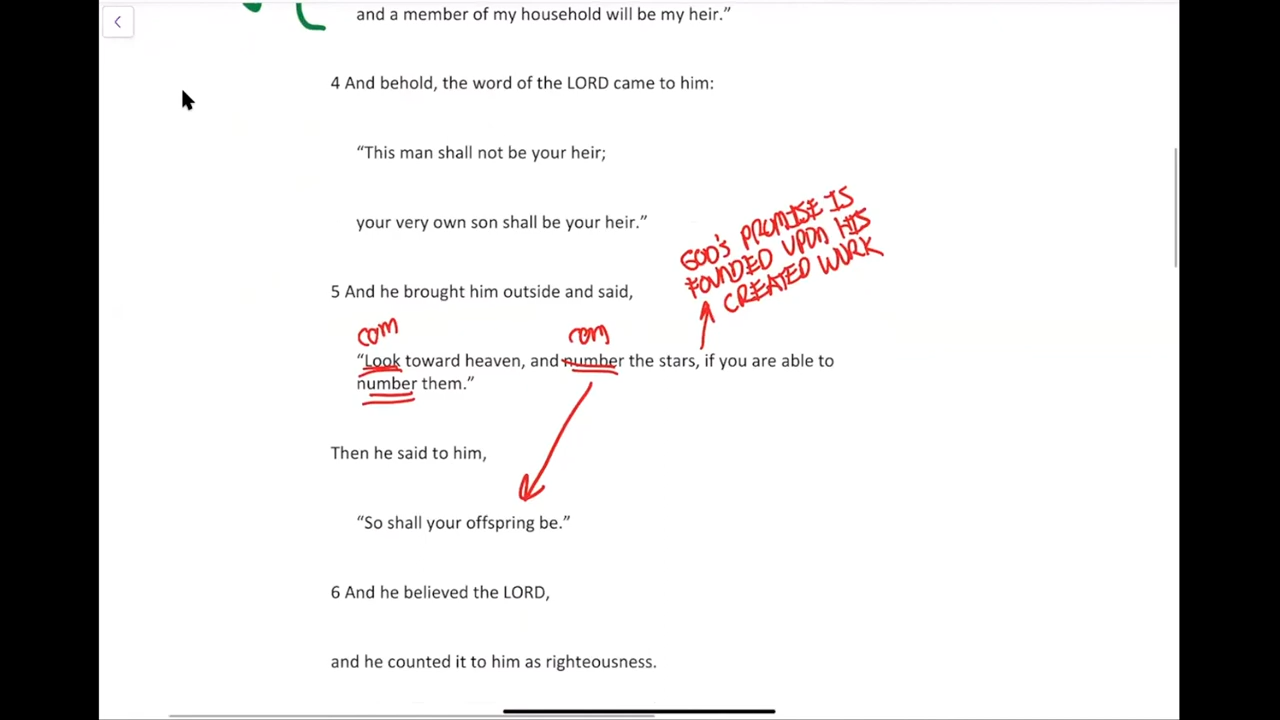 and a member of my household will be my heir.”
4 And behold, the word of the LORD came to him:
“This man shall not be your heir;
your very own son shall be your heir.”
GOD'S PROMISE IS
FOUNDED UPON HIS
CREATED WORK
5 And he brought him outside and said,
com com
“Look toward heaven, and number the stars, if you are able to
number them.”
Then he said to him,
“So shall your offspring be.”
6 And he believed the LORD,
and he counted it to him as righteousness.